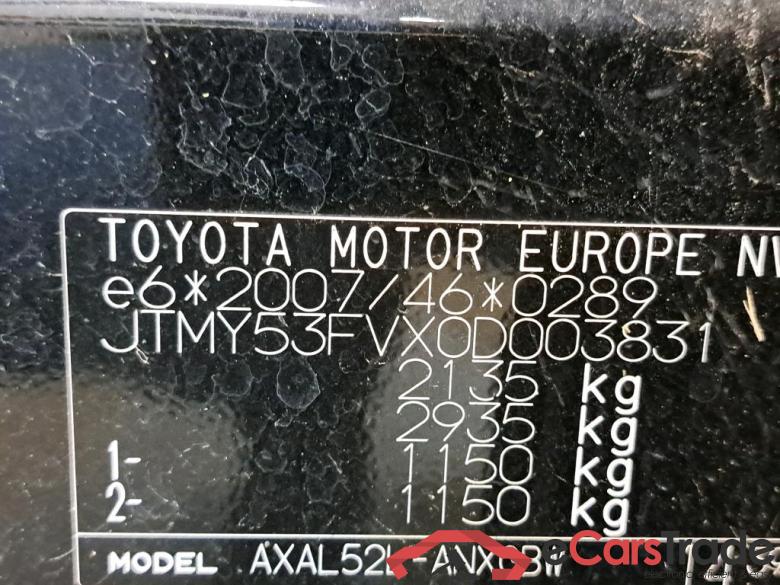 TOYOTA MOTOR EUROPE NV
e6*2007/46*0289
JTMY53FVX0D003831
2135 kg
2935 kg
1- 1150 kg
2- 1150 kg
MODEL
eCarsTrade